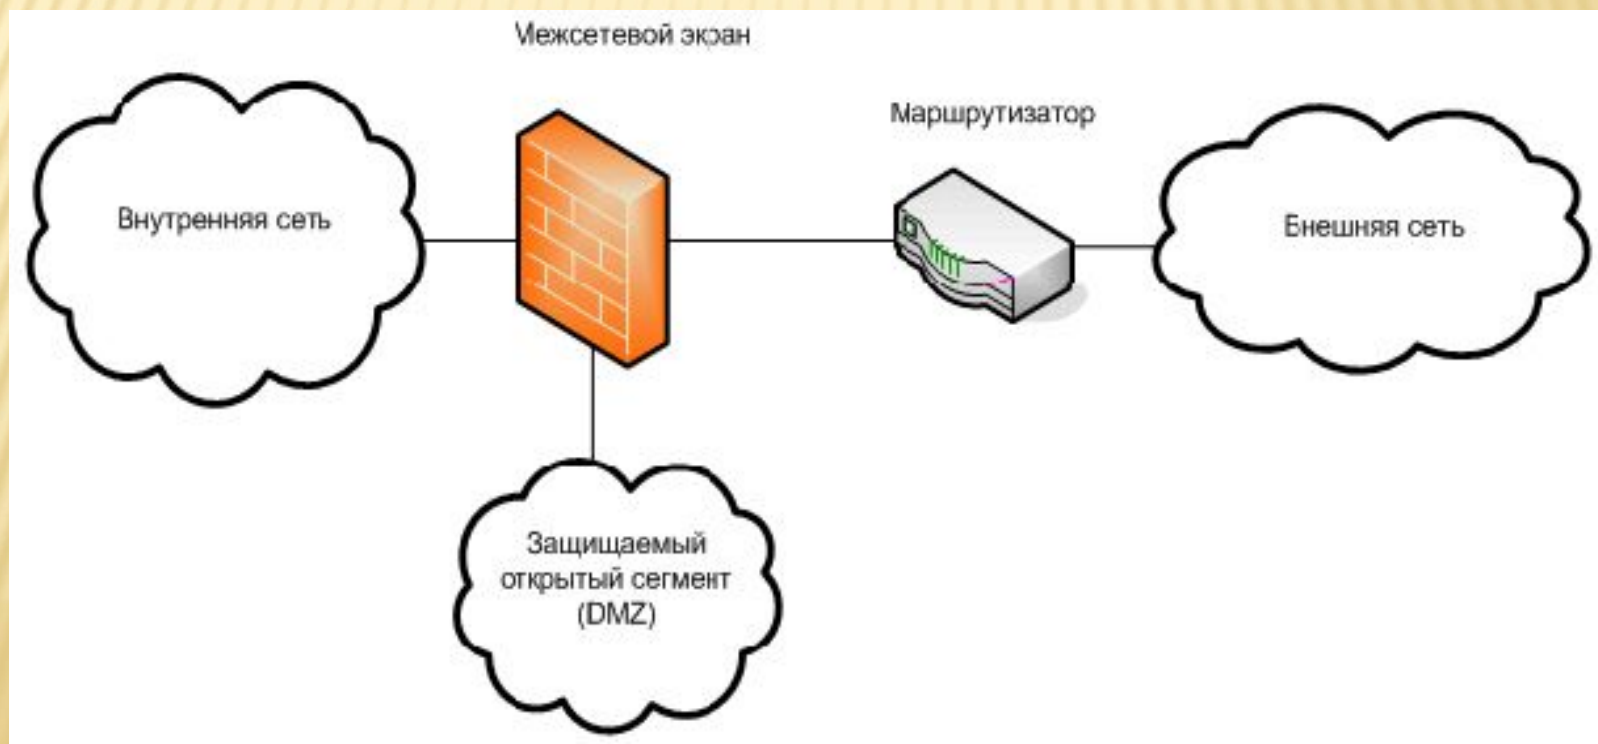 Межсетевой экран
Маршрутизатор
Внутренняя сеть
Внешняя сеть
Защищаемый
открытый сегмент
(DMZ)